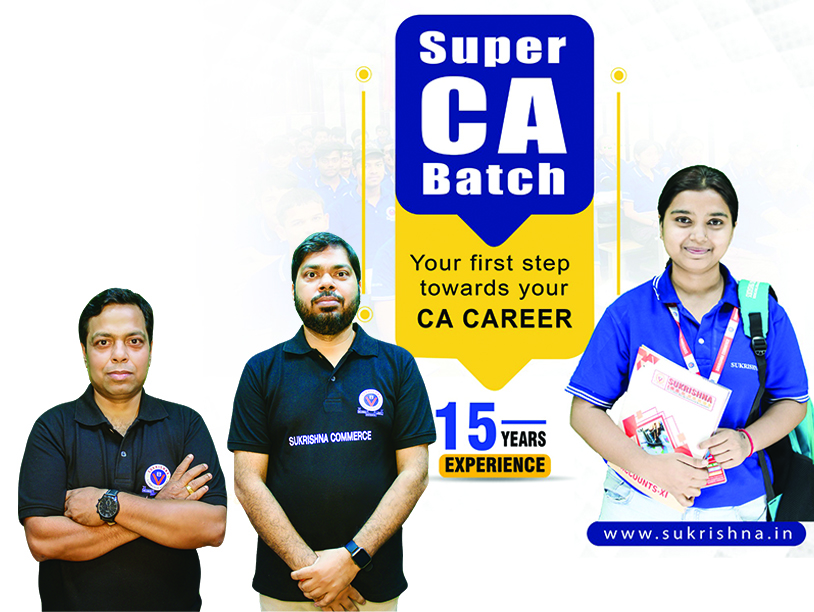 Super
CA
Batch
Your first step
towards your
CA CAREER
15 YEARS
EXPERIENCE
SUKRISHNA COMMERCE
SUKRISHNA
SUKRISHNA
ACCOUNTS-XI
www.sukrishna.in